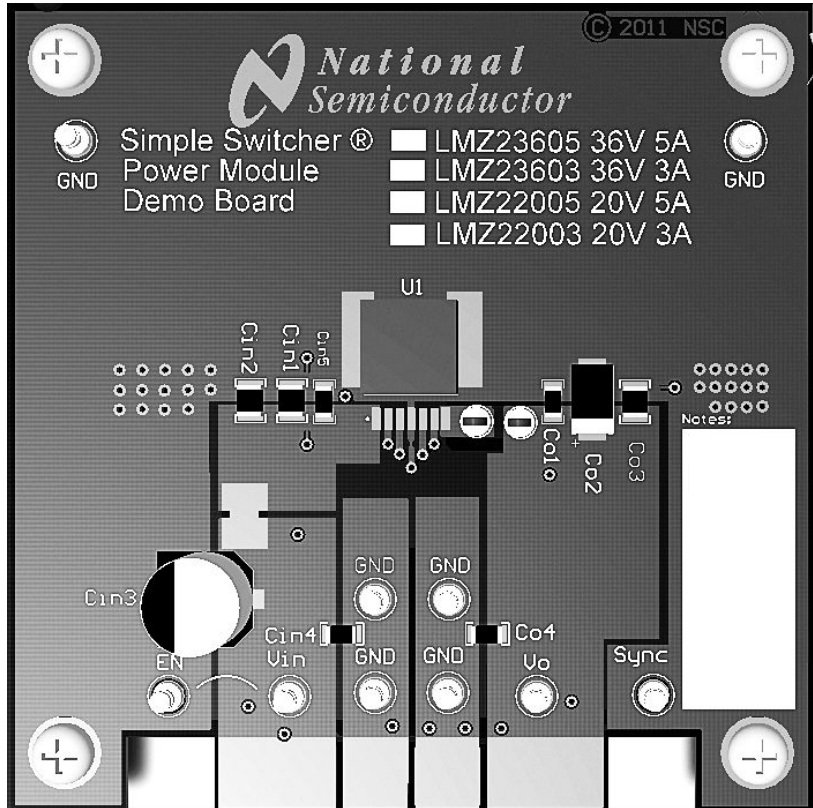 © 2011 NSC
National
Semiconductor
Simple Switcher ®
Power Module
Demo Board
LMZ23605 36V 5A
LMZ23603 36V 3A
LMZ22005 20V 5A
LMZ22003 20V 3A
GND
GND
U1
Cin2
Cin1
Cin5
Co1
Co2
Co3
+
Notes:
Cin3
GND
GND
Cin4
Co4
EN
Vin
GND
GND
Vo
Sync